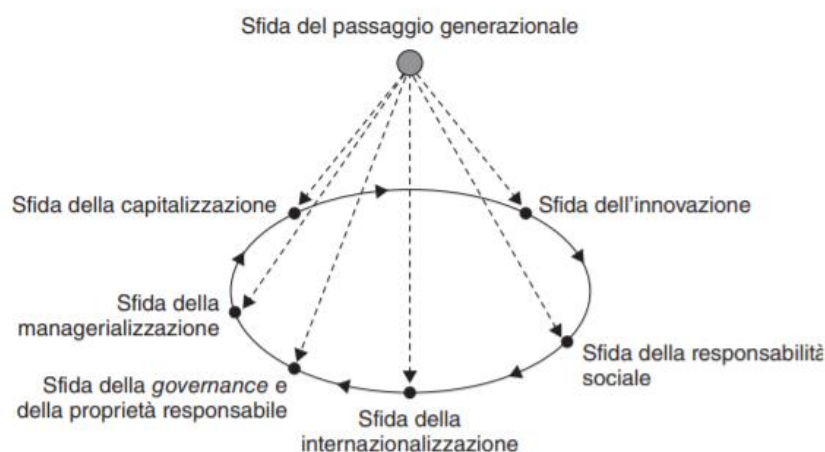 Sfida del passaggio generazionale
Sfida della capitalizzazione
Sfida dell'innovazione
Sfida della
managerializzazione
Sfida della responsabilità
sociale
Sfida della governance e
della proprietà responsabile
Sfida della
internazionalizzazione